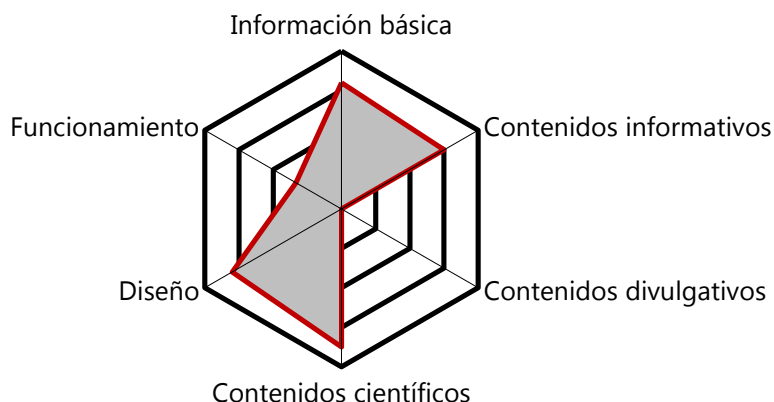 Información básica
Funcionamiento
Contenidos informativos
Diseño
Contenidos divulgativos
Contenidos científicos